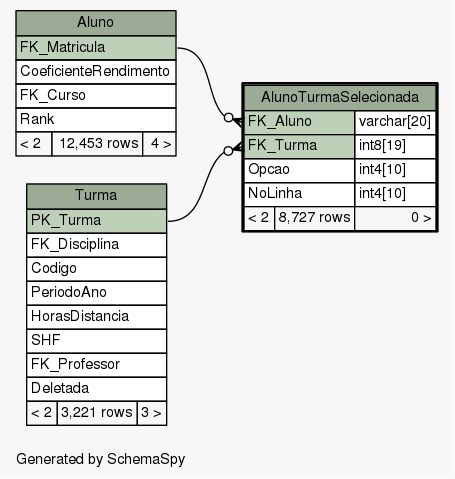 Aluno
FK_Matricula
CoeficienteRendimento
FK_Curso
Rank
< 2 12,453 rows 4 >
AlunoTurmaSelecionada
FK_Aluno varchar[20]
FK_Turma int8[19]
Opcao int4[10]
NoLinha int4[10]
< 2 8,727 rows 0 >
Turma
PK_Turma
FK_Disciplina
Codigo
PeriodoAno
HorasDistancia
SHF
FK_Professor
Deletada
< 2 3,221 rows 3 >
Generated by SchemaSpy